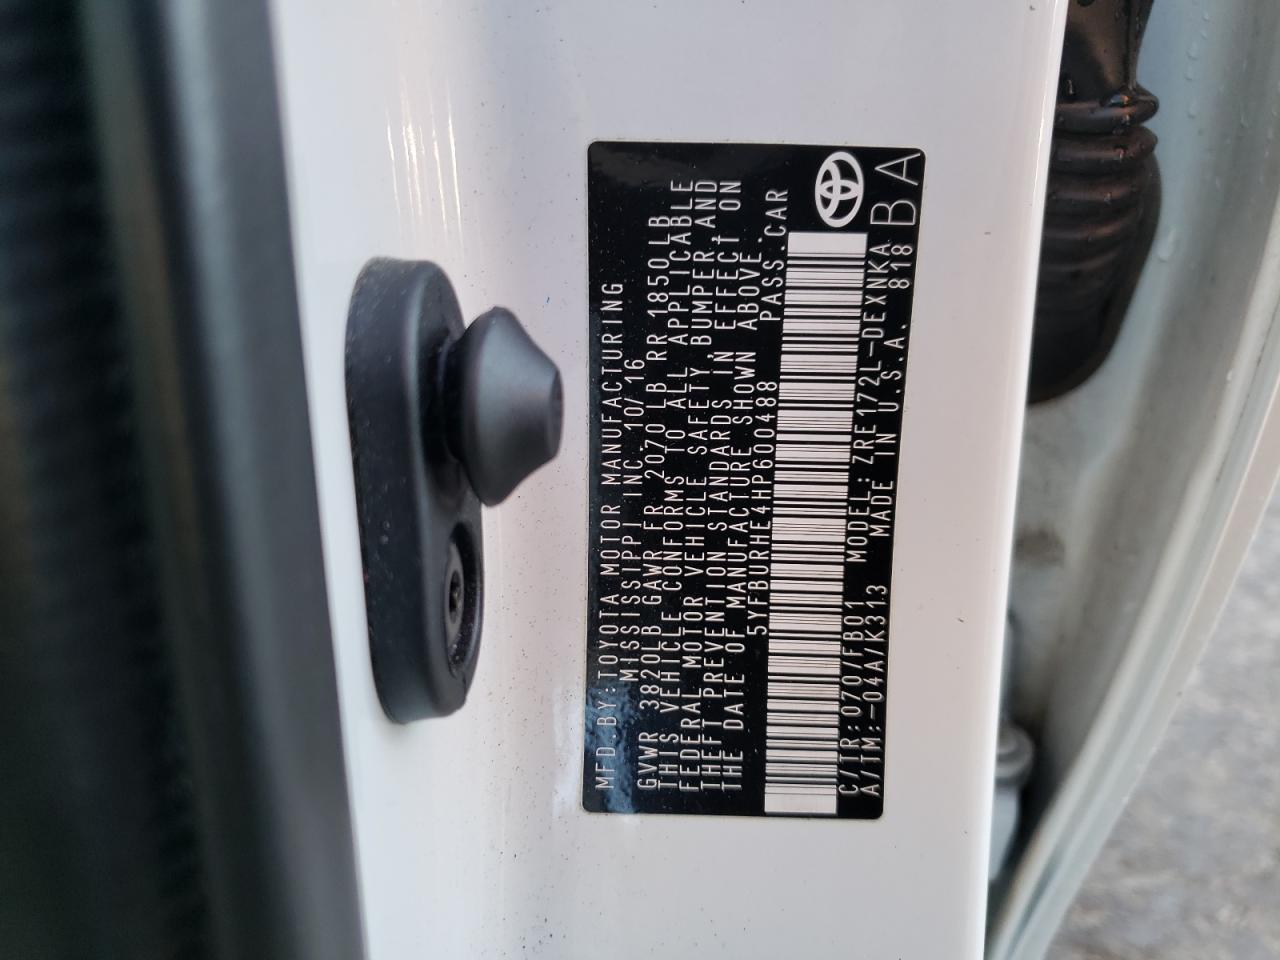 MFD.BY:TOYOTA MOTOR MANUFACTURING
MISSISSIPPI INC. 10/16
GVWR 3820LB GAWR FR 2070 LB RR 1850LB
THIS VEHICLE CONFORMS TO ALL APPLICABLE
FEDERAL MOTOR VEHICLE SAFETY, BUMPER, AND
THEFT PREVENTION STANDARDS IN EFFECT ON
THE DATE OF MANUFACTURE SHOWN ABOVE.
5YFBURHE4HP600488 PASS.CAR
C/TR:070/FB01 MODEL:ZRE172L-DEXNKA
A/TM:-04A/K313 MADE IN U.S.A. 818
BA